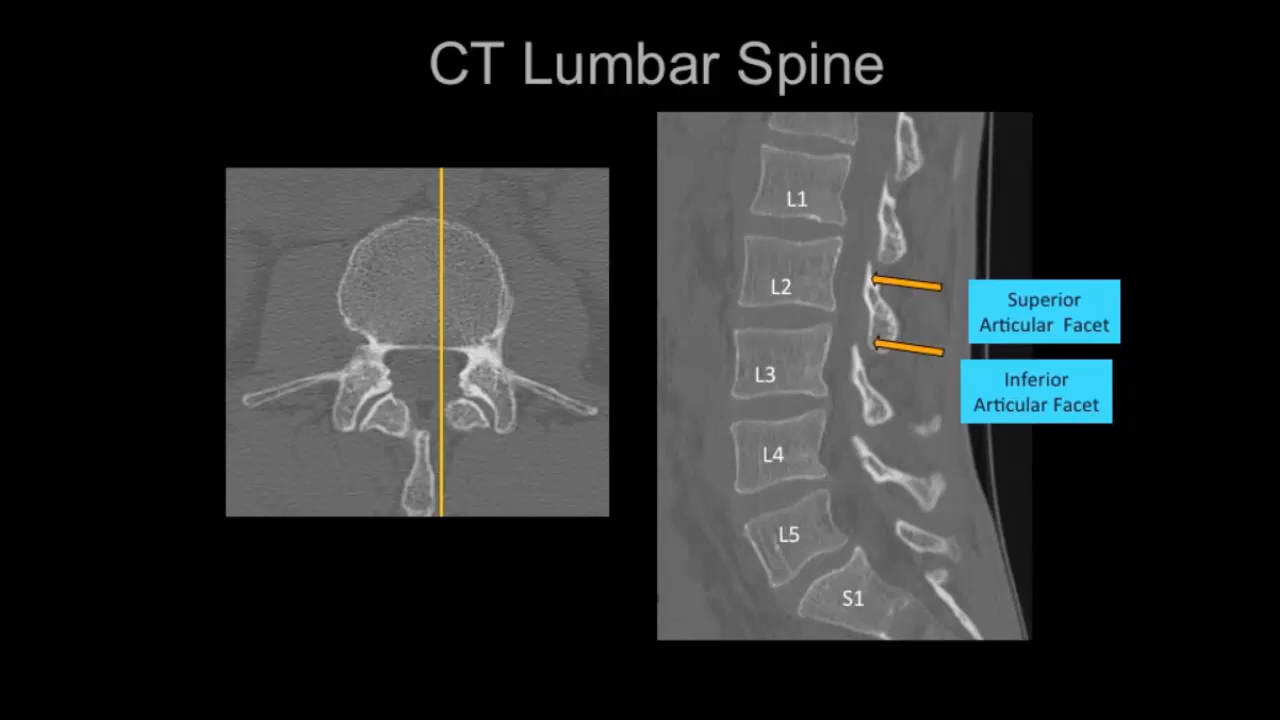 CT Lumbar Spine
L1
L2
L3
L4
L5
S1
Superior
Articular Facet
Inferior
Articular Facet